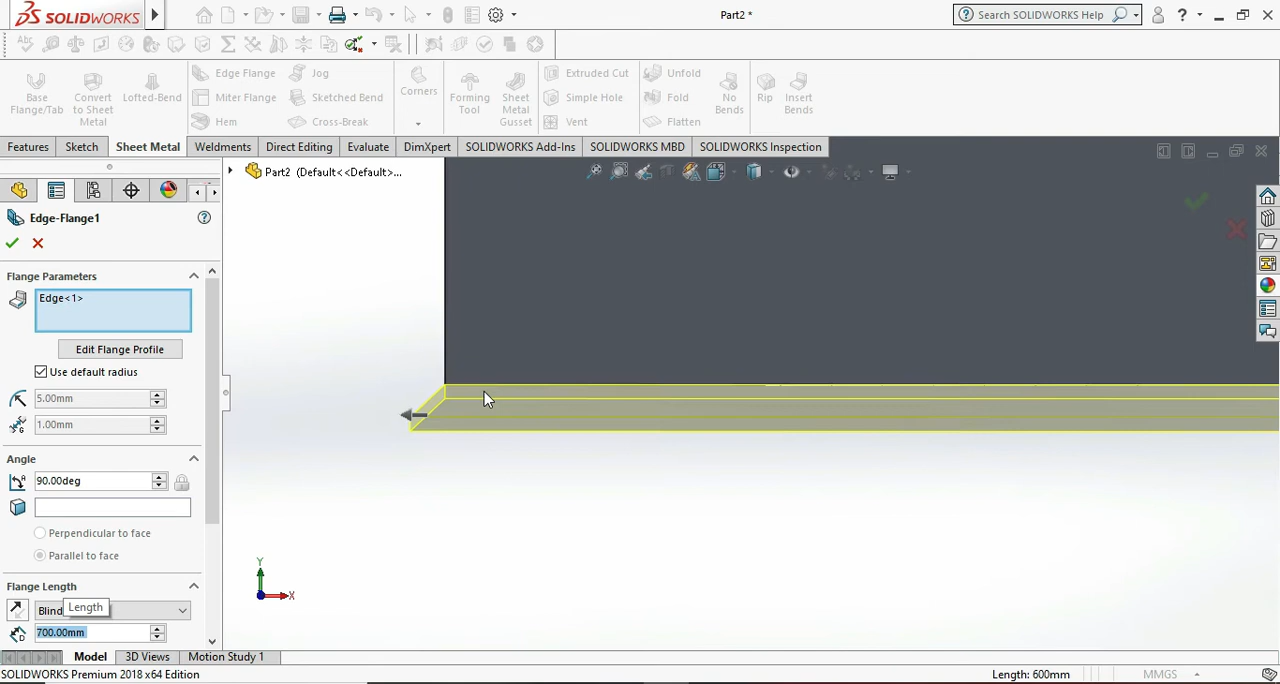 SOLIDWORKS
Part2 *
Search SOLIDWORKS Help
?
Base
Flange/Tab
Convert
to Sheet
Metal
Lofted-Bend
Edge Flange
Miter Flange
Hem
Jog
Sketched Bend
Cross-Break
Corners
Forming
Tool
Sheet
Metal
Gusset
Extruded Cut
Simple Hole
Vent
Unfold
Fold
Flatten
No
Bends
Rip
Insert
Bends
Features
Sketch
Sheet Metal
Weldments
Direct Editing
Evaluate
DimXpert
SOLIDWORKS Add-Ins
SOLIDWORKS MBD
SOLIDWORKS Inspection
Part2 (Default<<Default>...
Edge-Flange1
?
Flange Parameters
Edge<1>
Edit Flange Profile
Use default radius
5.00mm
1.00mm
Angle
90.00deg
Perpendicular to face
Parallel to face
Flange Length
Blind
Length
700.00mm
Y
X
Model
3D Views
Motion Study 1
SOLIDWORKS Premium 2018 x64 Edition
Length: 600mm
MMGS